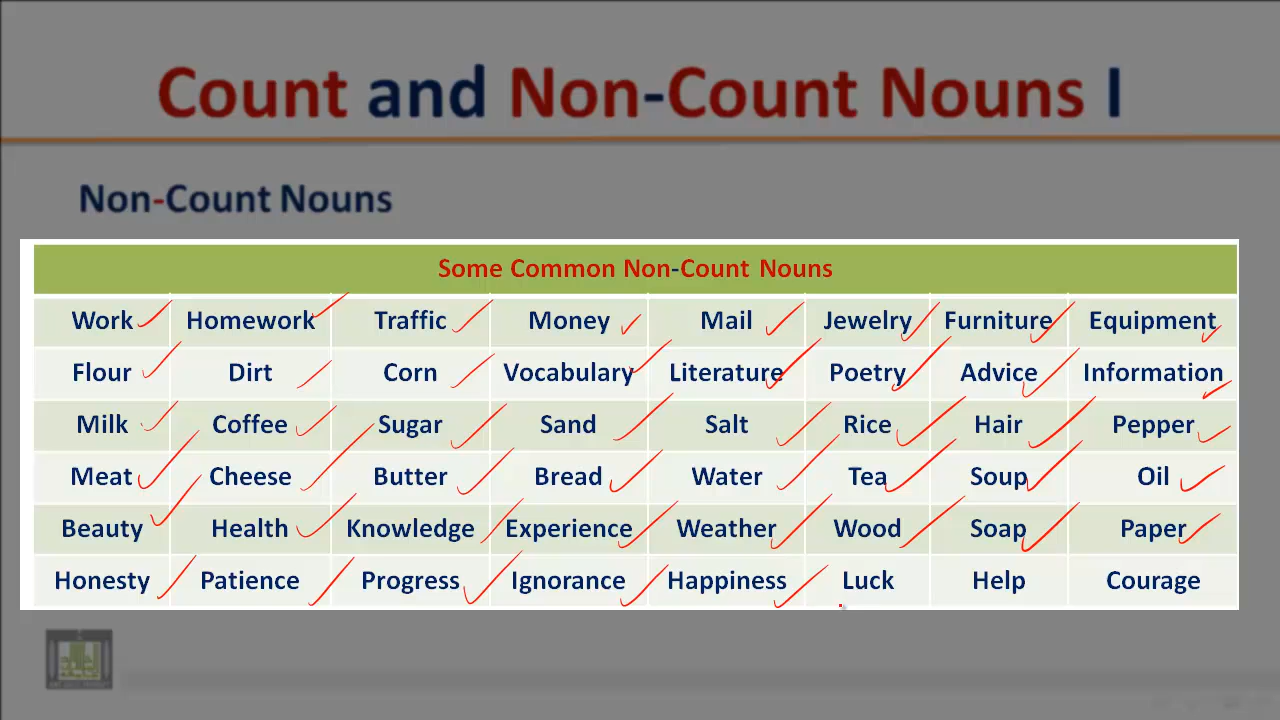 Count and Non-Count Nouns I
Non-Count Nouns
Some Common Non-Count Nouns
Work Homework Traffic Money Mail Jewelry Furniture Equipment
Flour Dirt Corn Vocabulary Literature Poetry Advice Information
Milk Coffee Sugar Sand Salt Rice Hair Pepper
Meat Cheese Butter Bread Water Tea Soup Oil
Beauty Health Knowledge Experience Weather Wood Soap Paper
Honesty Patience Progress Ignorance Happiness Luck Help Courage